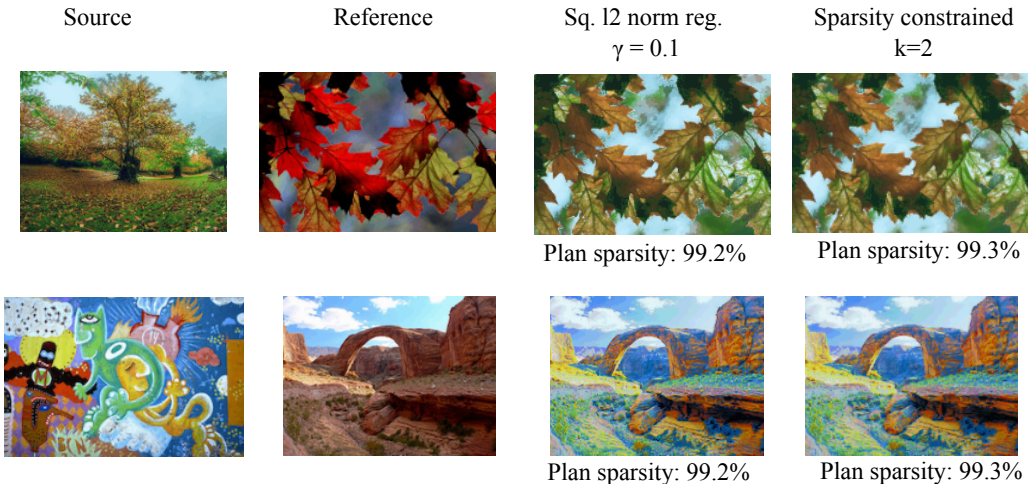 Source
Reference
Sq. l2 norm reg.
γ = 0.1
Sparsity constrained
k=2
Plan sparsity: 99.2%
Plan sparsity: 99.3%
M
BCN
Plan sparsity: 99.2%
Plan sparsity: 99.3%